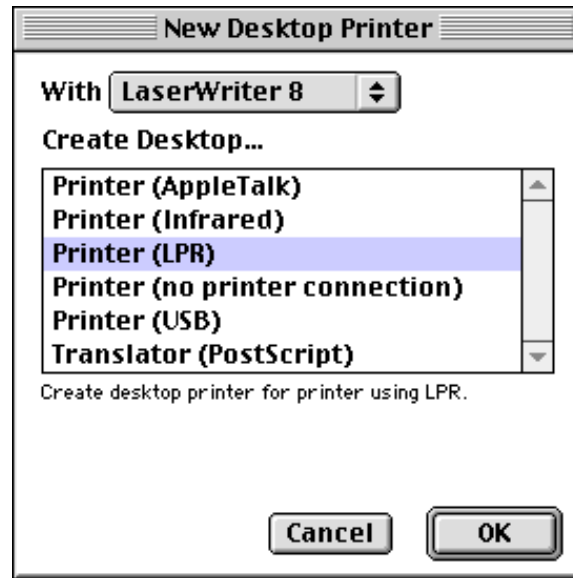 New Desktop Printer
With LaserWriter 8
Create Desktop...
Printer (AppleTalk)
Printer (Infrared)
Printer (LPR)
Printer (no printer connection)
Printer (USB)
Translator (PostScript)
Create desktop printer for printer using LPR.
Cancel OK